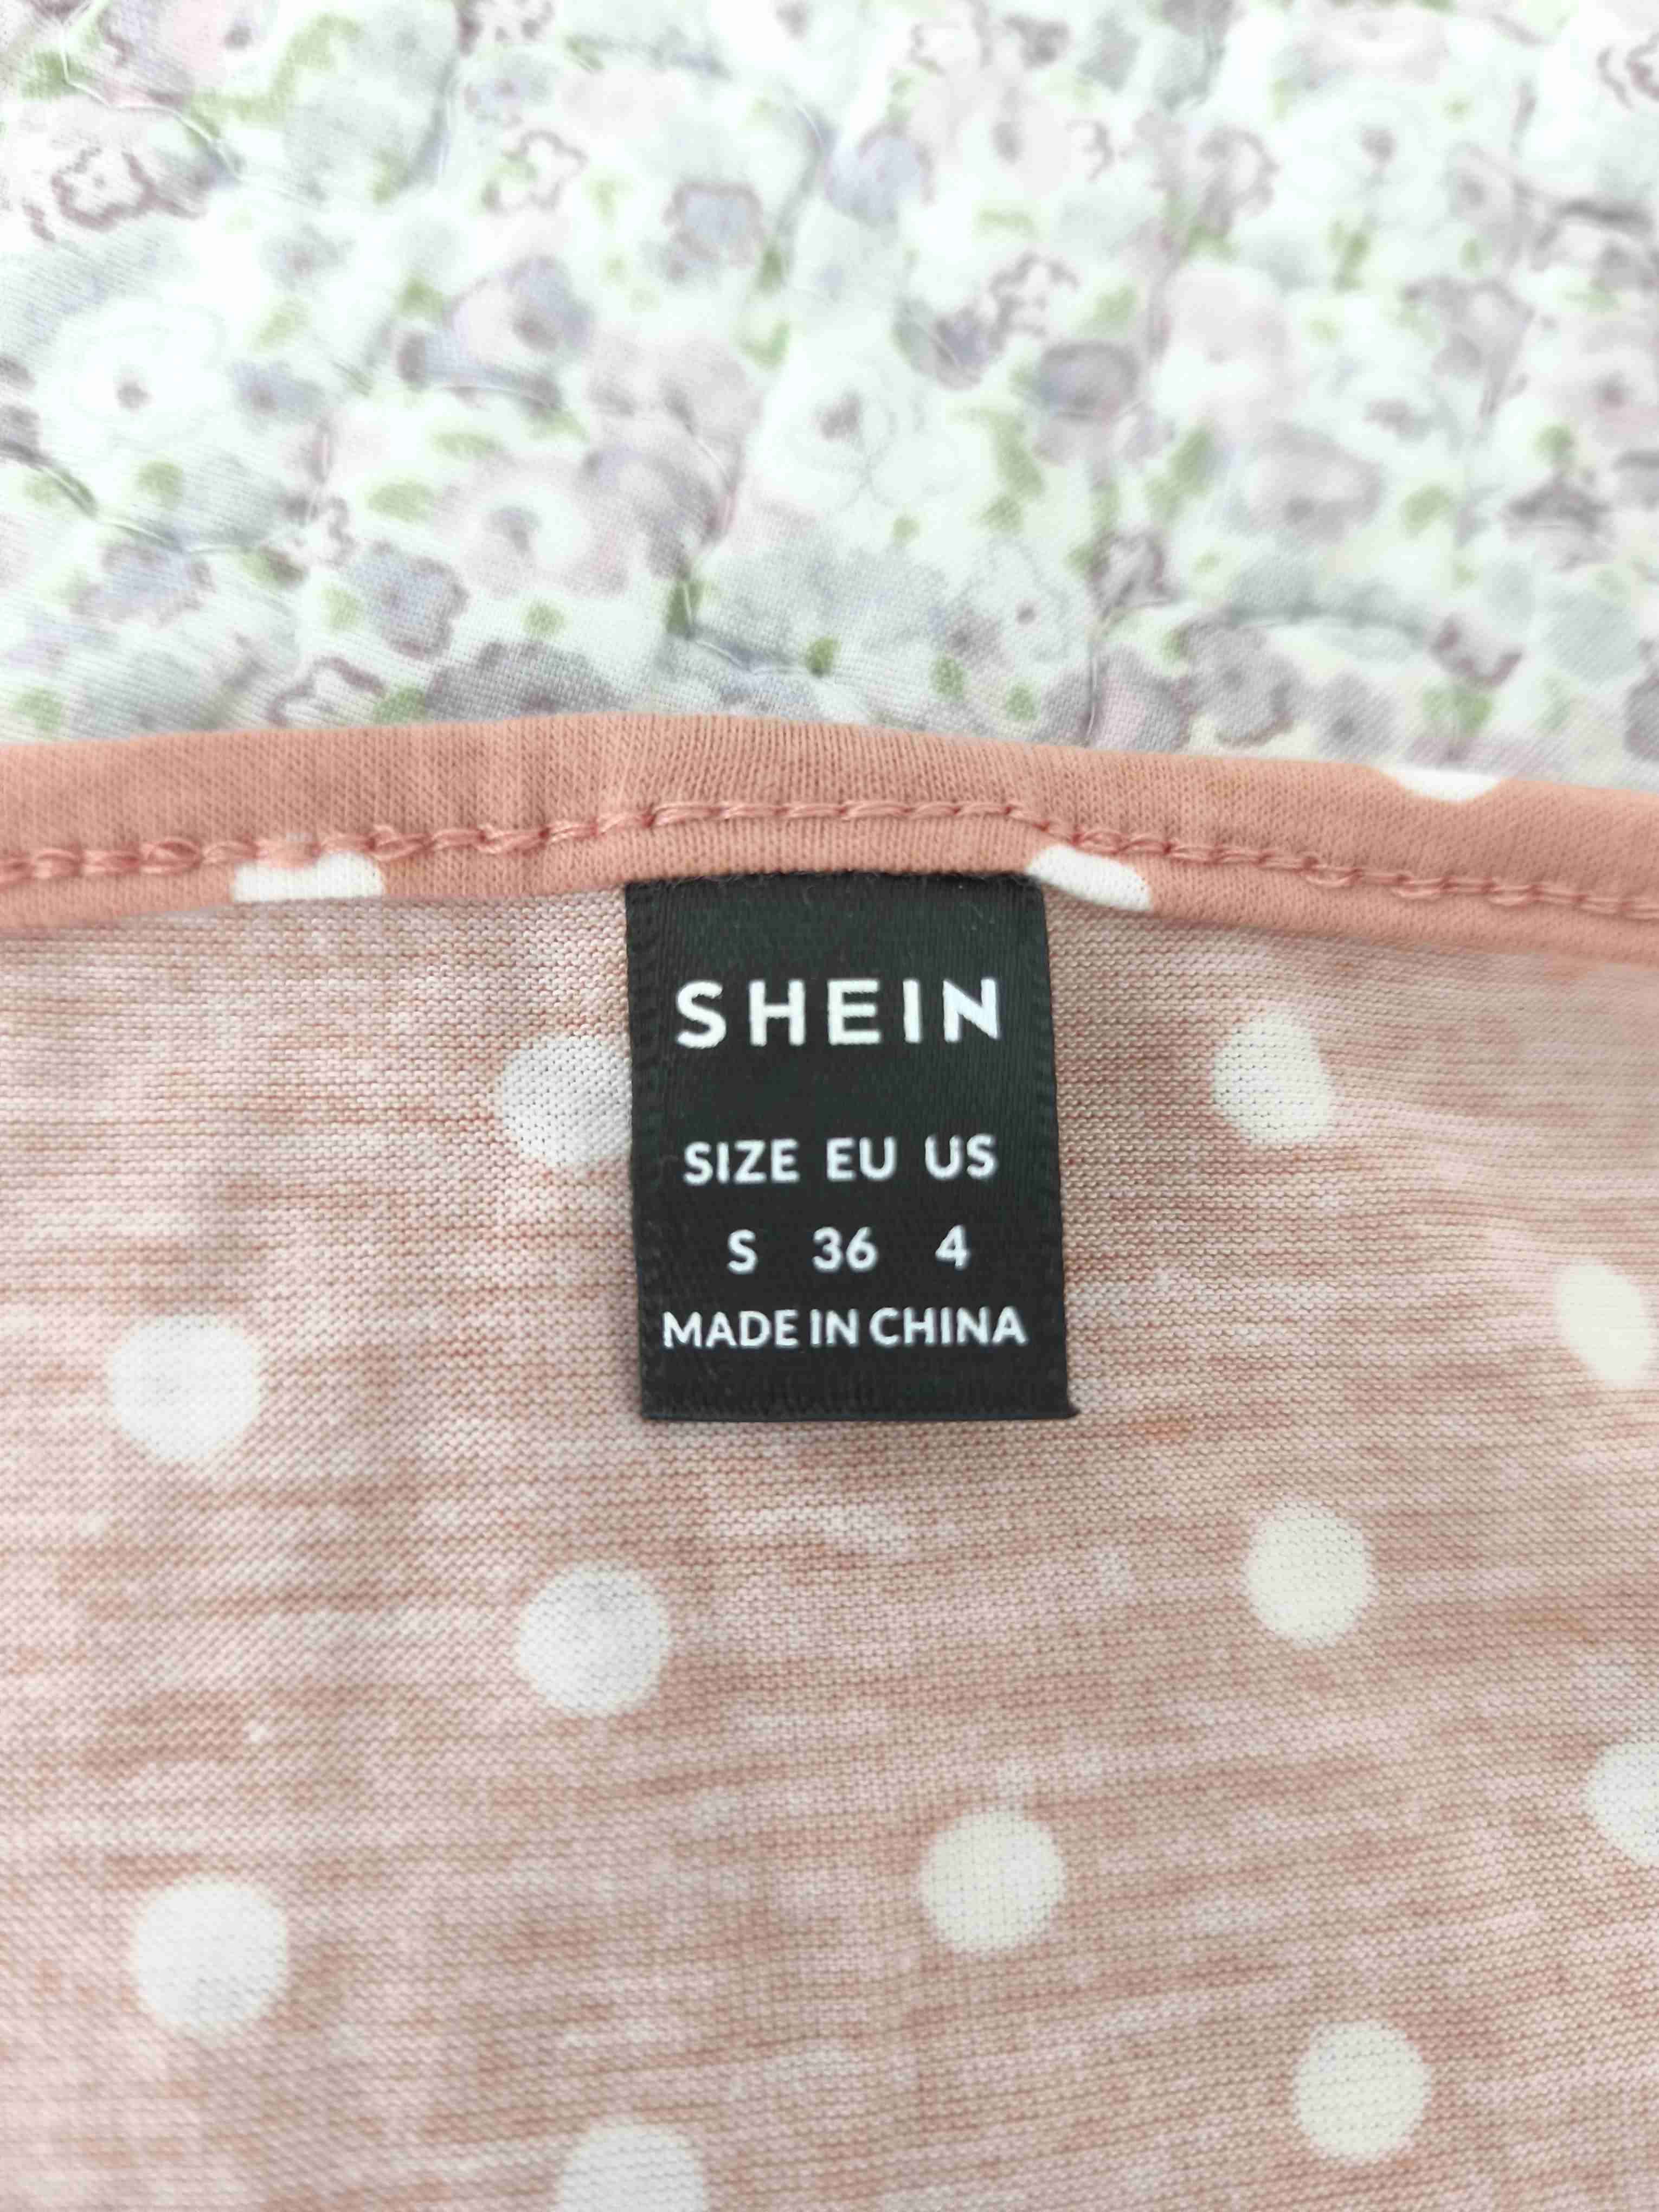 SHEIN
SIZE EU US
S 36 4
MADE IN CHINA